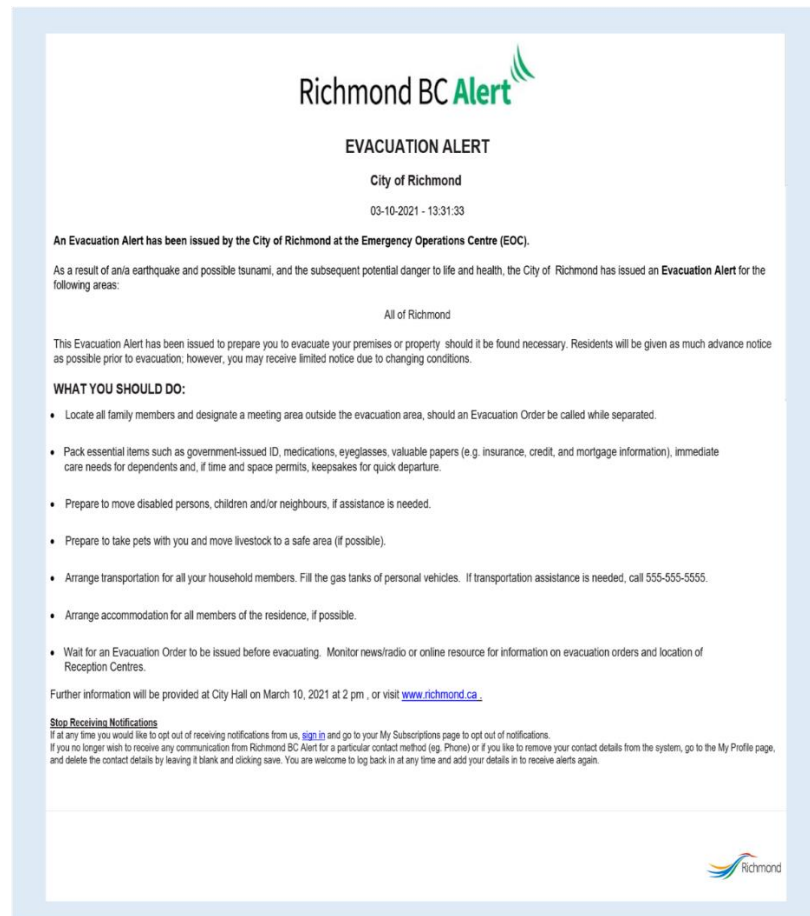 Richmond BC Alert
EVACUATION ALERT
City of Richmond
03-10-2021 - 13:31:33
An Evacuation Alert has been issued by the City of Richmond at the Emergency Operations Centre (EOC).
As a result of an/a earthquake and possible tsunami, and the subsequent potential danger to life and health, the City of Richmond has issued an Evacuation Alert for the
following areas:
All of Richmond
This Evacuation Alert has been issued to prepare you to evacuate your premises or property should it be found necessary. Residents will be given as much advance notice
as possible prior to evacuation; however, you may receive limited notice due to changing conditions.
WHAT YOU SHOULD DO:
• Locate all family members and designate a meeting area outside the evacuation area, should an Evacuation Order be called while separated.
• Pack essential items such as government-issued ID, medications, eyeglasses, valuable papers (e.g. insurance, credit, and mortgage information), immediate
care needs for dependents and, if time and space permits, keepsakes for quick departure.
• Prepare to move disabled persons, children and/or neighbours, if assistance is needed.
• Prepare to take pets with you and move livestock to a safe area (if possible).
• Arrange transportation for all your household members. Fill the gas tanks of personal vehicles. If transportation assistance is needed, call 555-555-5555.
• Arrange accommodation for all members of the residence, if possible.
• Wait for an Evacuation Order to be issued before evacuating. Monitor news/radio or online resource for information on evacuation orders and location of
Reception Centres.
Further information will be provided at City Hall on March 10, 2021 at 2 pm , or visit www.richmond.ca .
Stop Receiving Notifications
If at any time you would like to opt out of receiving notifications from us, sign in and go to your My Subscriptions page to opt out of notifications.
If you no longer wish to receive any communication from Richmond BC Alert for a particular contact method (eg. Phone) or if you like to remove your contact details from the system, go to the My Profile page,
and delete the contact details by leaving it blank and clicking save. You are welcome to log back in at any time and add your details in to receive alerts again.
Richmond